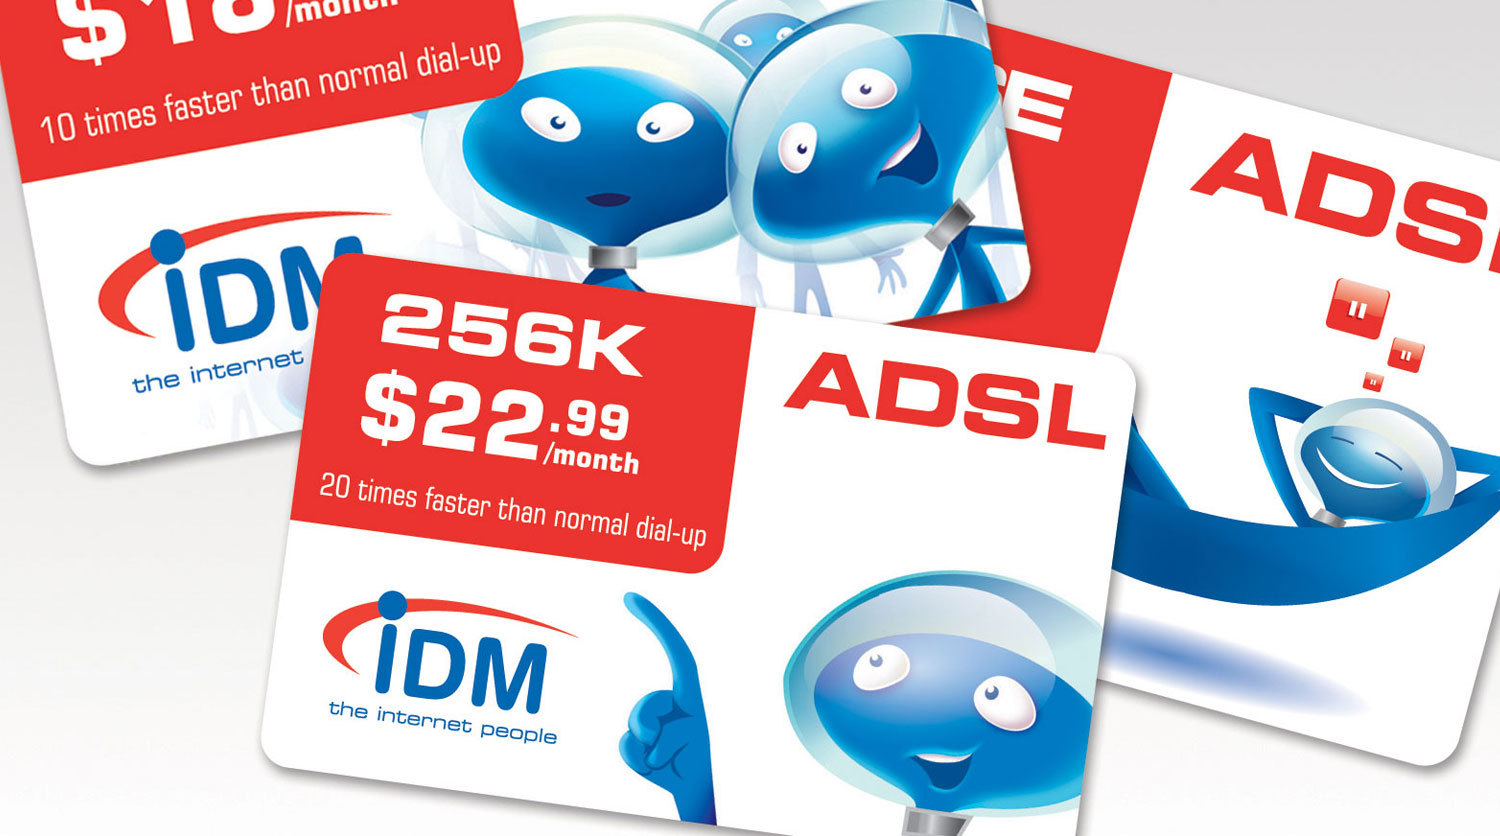 /month
10 times faster than normal dial-up
iDM
the internet
E
ADSL
256K
$22.99
/month
20 times faster than normal dial-up
ADSL
iDM
the internet people